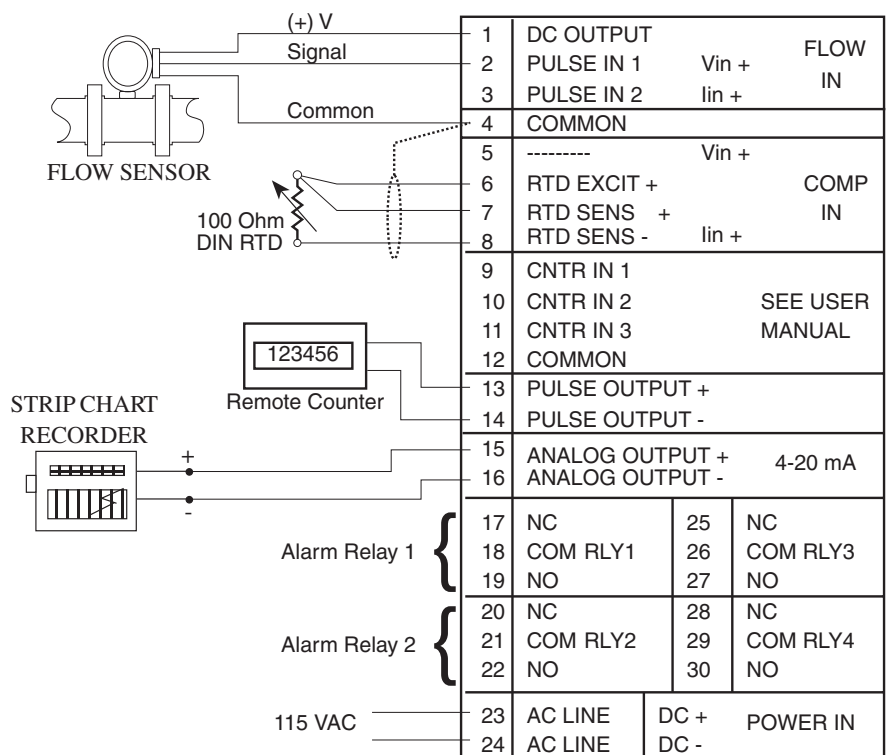 (+) V
Signal
Common
FLOW SENSOR
100 Ohm
DIN RTD
123456
Remote Counter
STRIP CHART
RECORDER
+
-
Alarm Relay 1 {
Alarm Relay 2 {
115 VAC
1 DC OUTPUT
2 PULSE IN 1 Vin +
3 PULSE IN 2 Iin +
FLOW
IN
4 COMMON
5 --------- Vin +
6 RTD EXCIT +
7 RTD SENS +
8 RTD SENS - Iin +
COMP
IN
9 CNTR IN 1
10 CNTR IN 2
11 CNTR IN 3
12 COMMON
SEE USER
MANUAL
13 PULSE OUTPUT +
14 PULSE OUTPUT -
15 ANALOG OUTPUT +
16 ANALOG OUTPUT -
4-20 mA
17 NC 25 NC
18 COM RLY1 26 COM RLY3
19 NO 27 NO
20 NC 28 NC
21 COM RLY2 29 COM RLY4
22 NO 30 NO
23 AC LINE DC +
24 AC LINE DC -
POWER IN